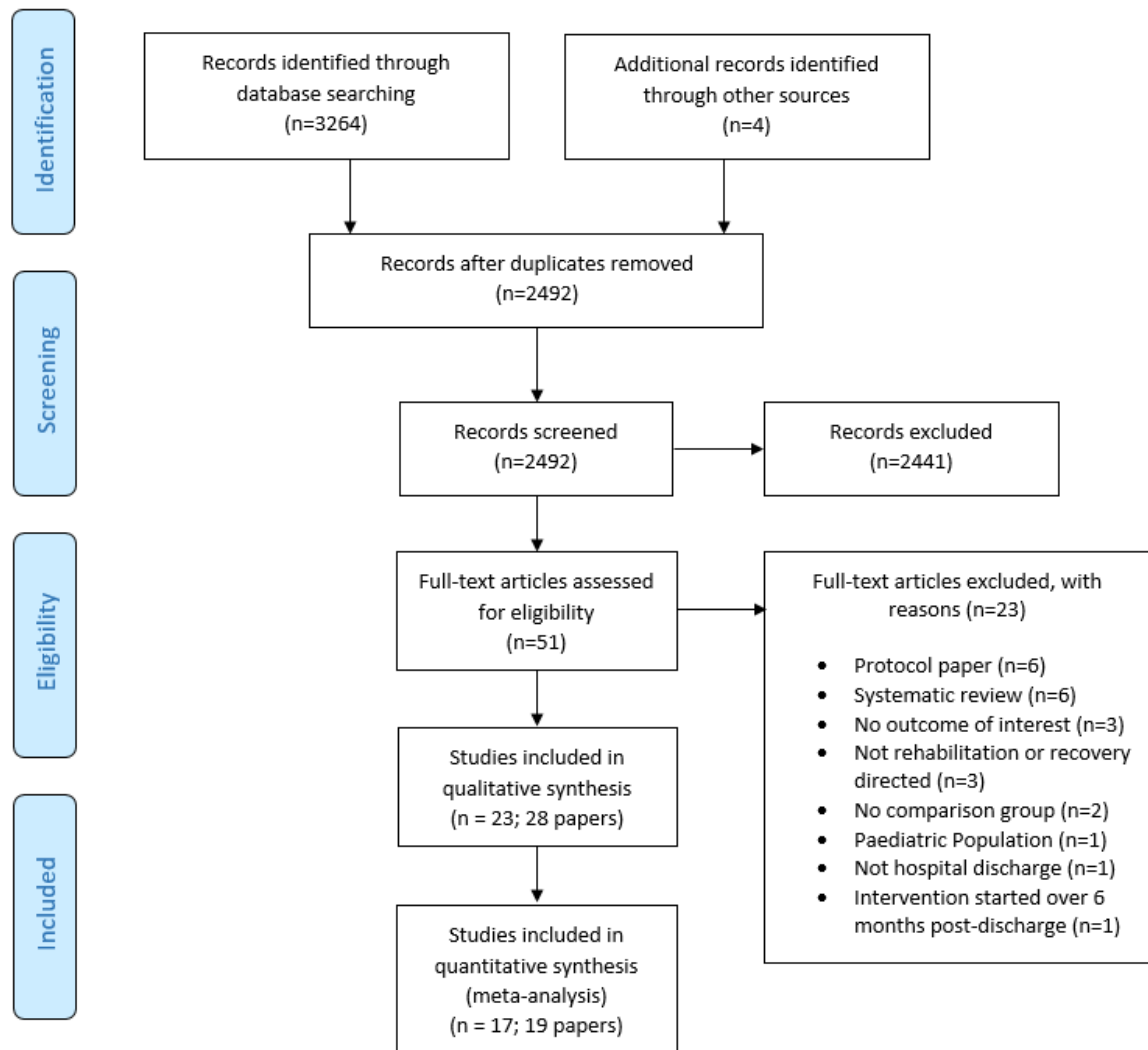 Identification
Records identified through
database searching
(n=3264)
Additional records identified
through other sources
(n=4)
Records after duplicates removed
(n=2492)
Screening
Records screened
(n=2492)
Records excluded
(n=2441)
Eligibility
Full-text articles assessed
for eligibility
(n=51)
Full-text articles excluded, with
reasons (n=23)
• Protocol paper (n=6)
• Systematic review (n=6)
• No outcome of interest (n=3)
• Not rehabilitation or recovery
directed (n=3)
• No comparison group (n=2)
• Paediatric Population (n=1)
• Not hospital discharge (n=1)
• Intervention started over 6
months post-discharge (n=1)
Studies included in
qualitative synthesis
(n = 23; 28 papers)
Included
Studies included in
quantitative synthesis
(meta-analysis)
(n = 17; 19 papers)